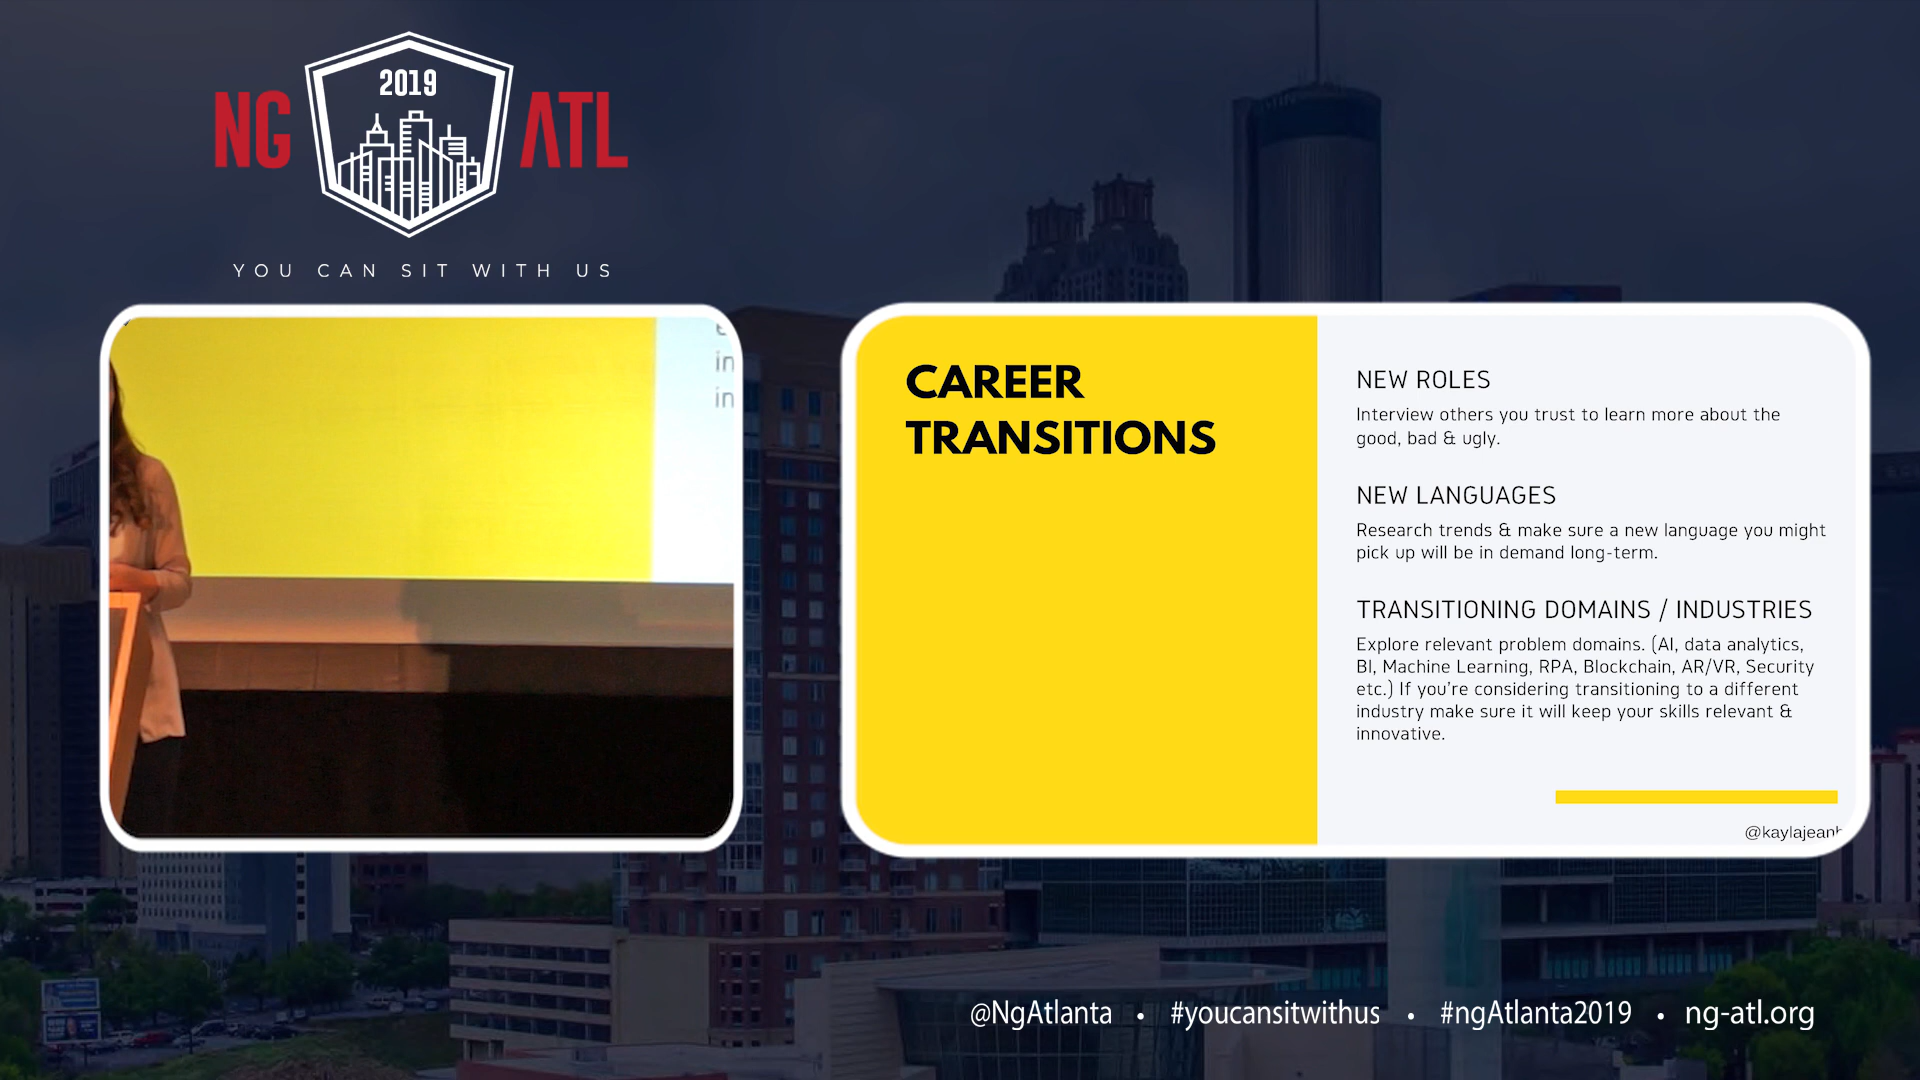 2019
NG ATL
YOU CAN SIT WITH US
in
in
CAREER
TRANSITIONS
NEW ROLES
Interview others you trust to learn more about the
good, bad & ugly.
NEW LANGUAGES
Research trends & make sure a new language you might
pick up will be in demand long-term.
TRANSITIONING DOMAINS / INDUSTRIES
Explore relevant problem domains. (AI, data analytics,
BI, Machine Learning, RPA, Blockchain, AR/VR, Security
etc.) If you're considering transitioning to a different
industry make sure it will keep your skills relevant &
innovative.
@NgAtlanta • #youcansitwithus • #ngAtlanta2019 • ng-atl.org